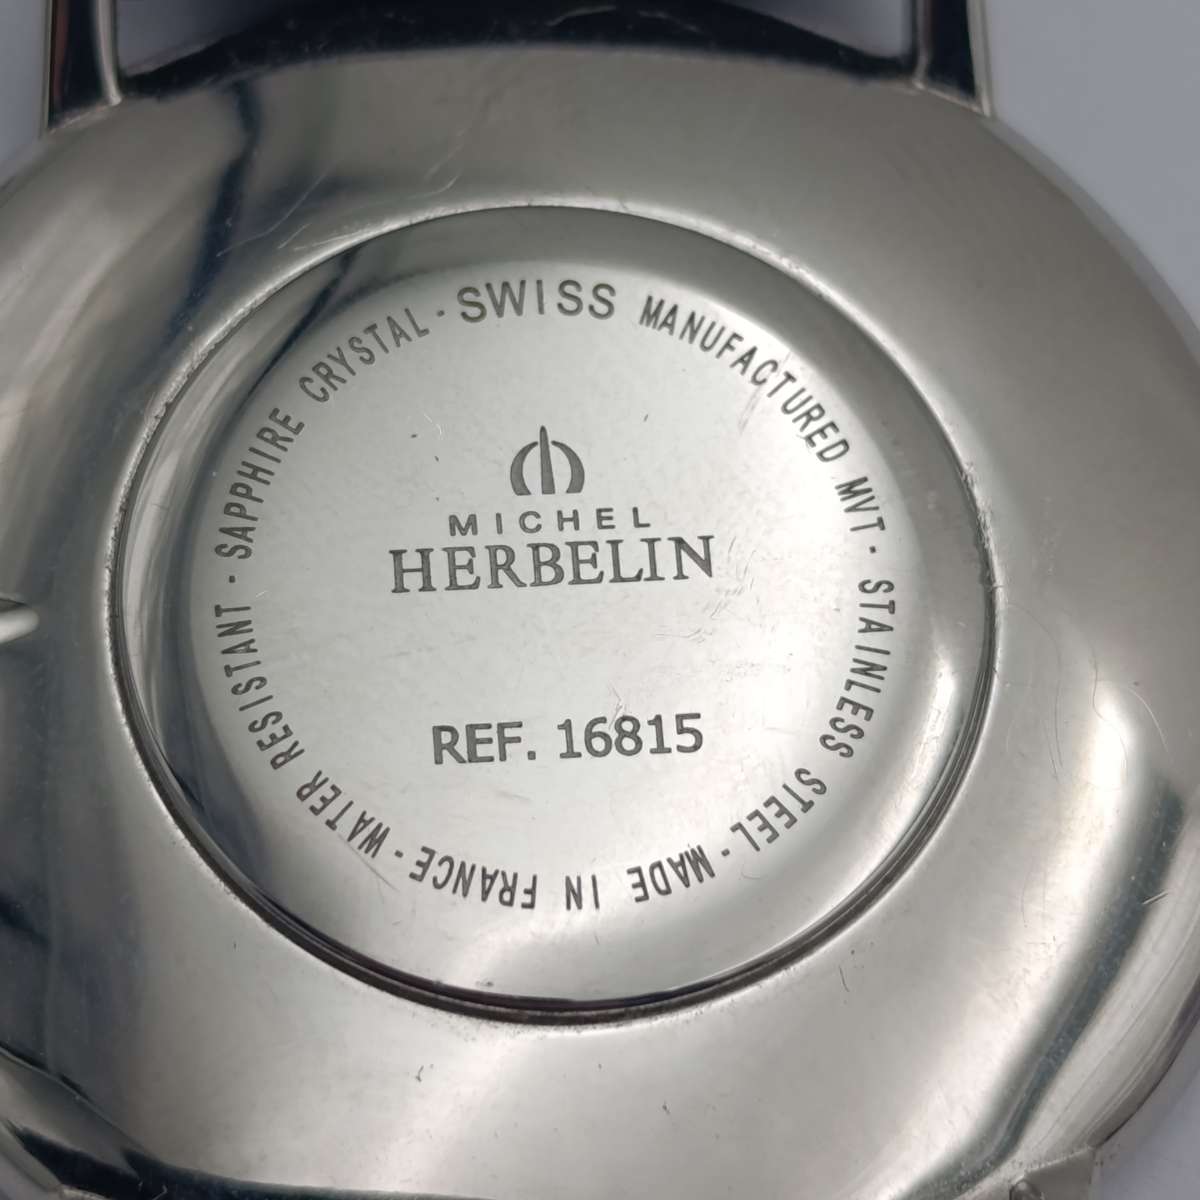 MICHEL
HERBELIN
REF. 16815
SWISS MANUFACTURED MVT · STAINLESS STEEL · MADE IN FRANCE · WATER RESISTANT · SAPPHIRE CRYSTAL ·